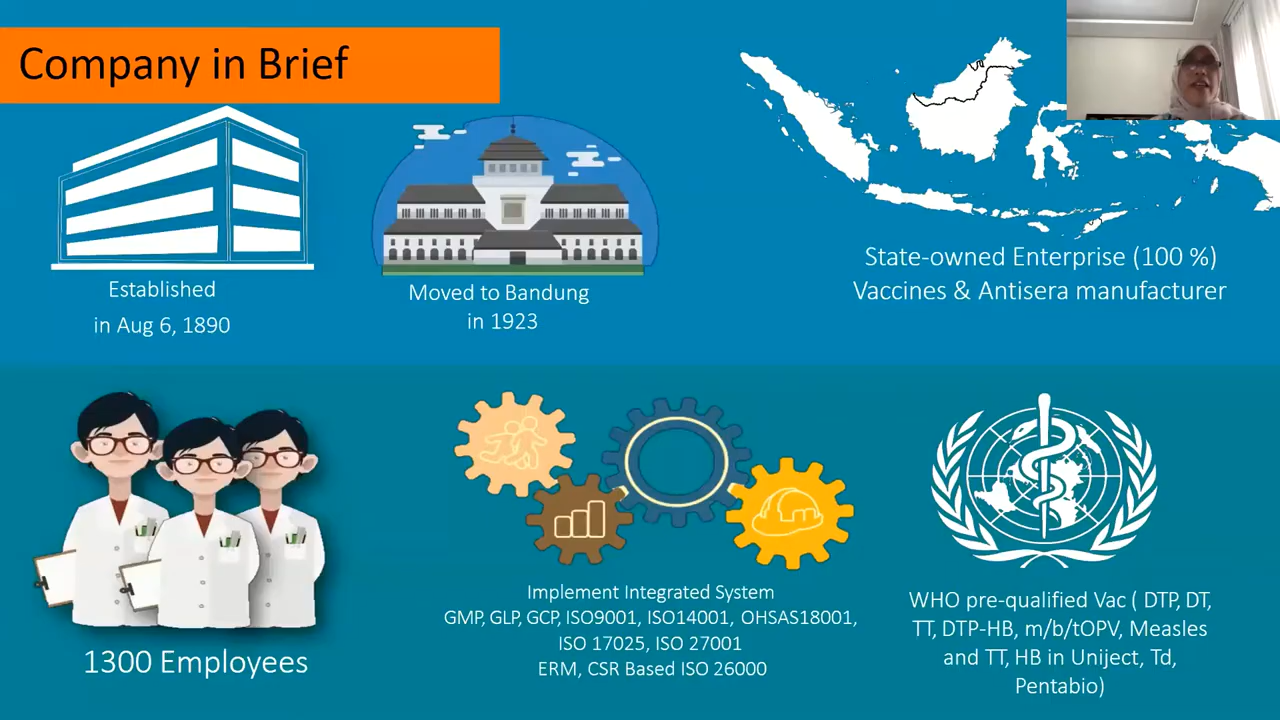 Company in Brief
Established
in Aug 6, 1890
Moved to Bandung
in 1923
State-owned Enterprise (100 %)
Vaccines & Antisera manufacturer
1300 Employees
Implement Integrated System
GMP, GLP, GCP, ISO9001, ISO14001, OHSAS18001,
ISO 17025, ISO 27001
ERM, CSR Based ISO 26000
WHO pre-qualified Vac ( DTP, DT,
TT, DTP-HB, m/b/tOPV, Measles
and TT, HB in Uniject, Td,
Pentabio)